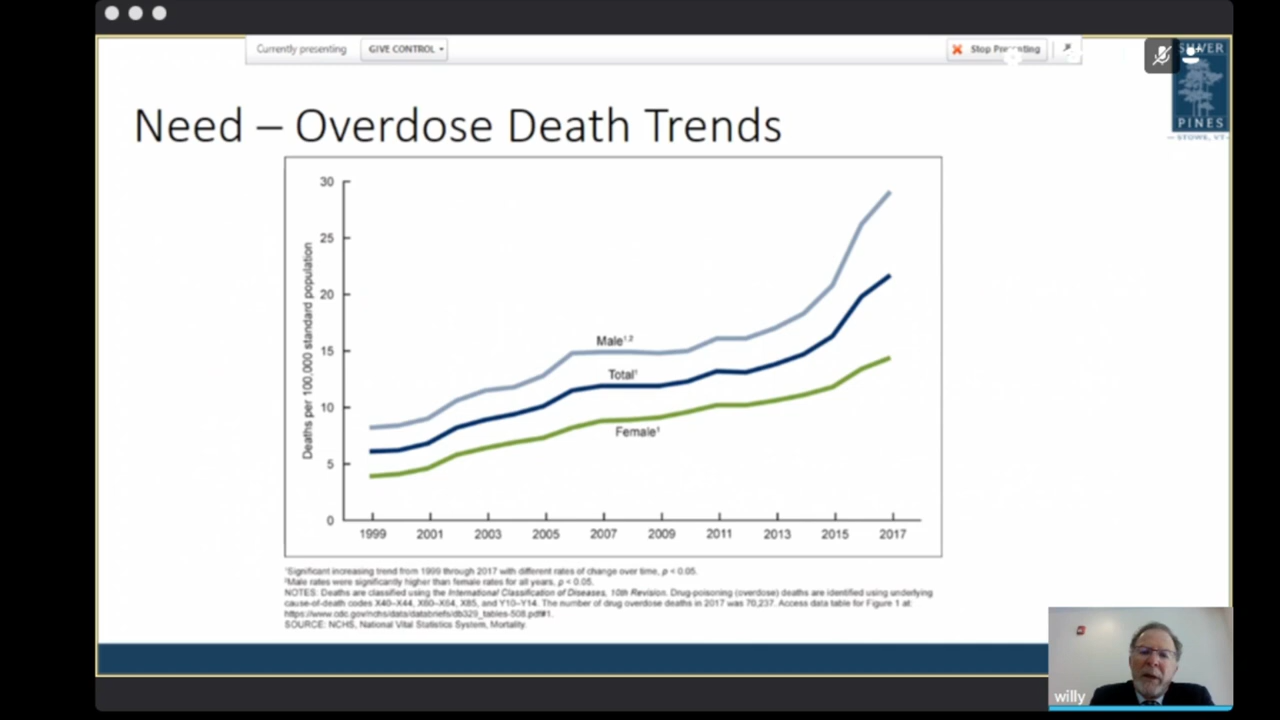 Currently presenting
GIVE CONTROL
Stop Presenting
SILVER
PINES
STOWE, VT
Need – Overdose Death Trends
Deaths per 100,000 standard population
30
25
20
15
10
5
0
Male1,2
Total1
Female1
1999 2001 2003 2005 2007 2009 2011 2013 2015 2017
1Significant increasing trend from 1999 through 2017 with different rates of change over time, p < 0.05.
2Male rates were significantly higher than female rates for all years, p < 0.05.
NOTES: Deaths are classified using the International Classification of Diseases, 10th Revision. Drug-poisoning (overdose) deaths are identified using underlying
cause-of-death codes X40–X44, X60–X64, X85, and Y10–Y14. The number of drug overdose deaths in 2017 was 70,237. Access data table for Figure 1 at:
https://www.cdc.gov/nchs/data/databriefs/db329_tables-508.pdf#1.
SOURCE: NCHS, National Vital Statistics System, Mortality.
willy